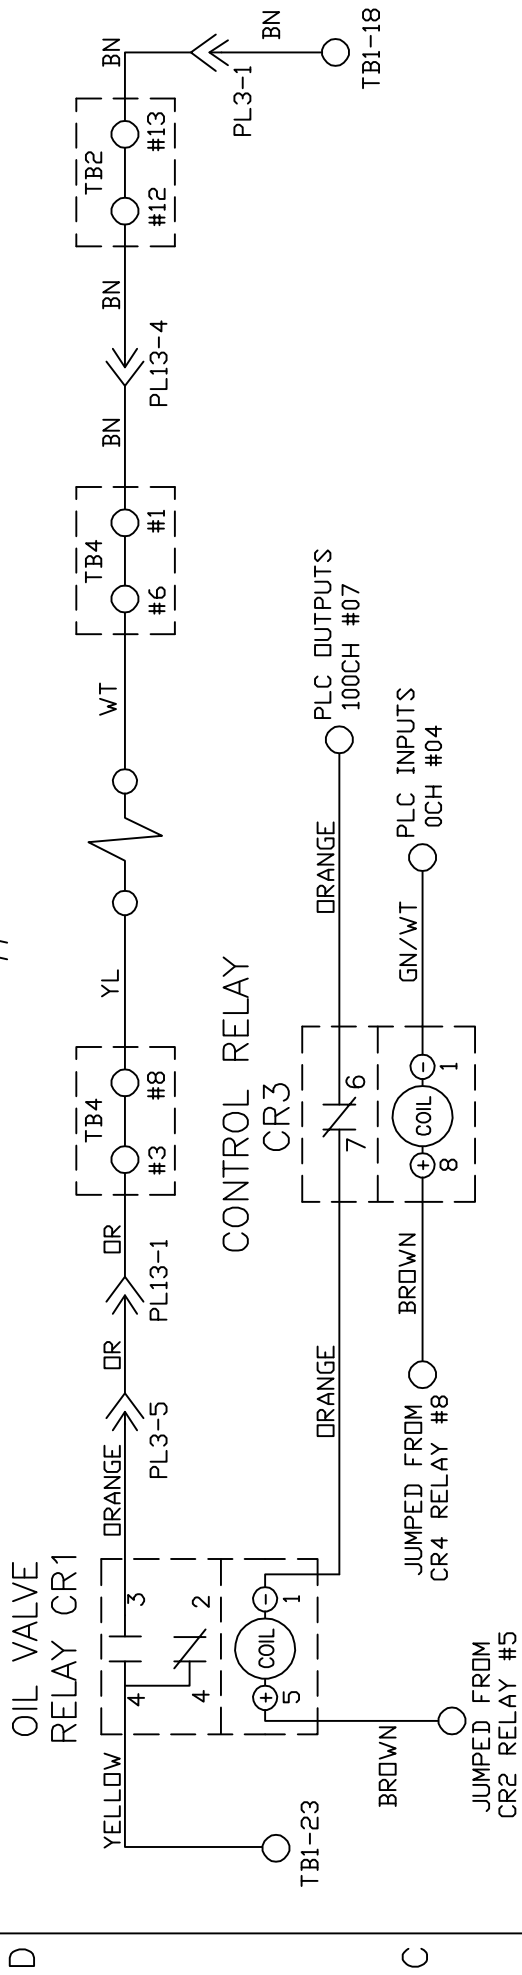 OIL VALVE
RELAY CR1
YELLOW
4
3
4
2
COIL
+
5
-
1
TB1-23
BROWN
JUMPED FROM
CR2 RELAY #5
ORANGE
PL3-5
OR
PL13-1
OR
TB4
#3
#8
YL
WT
TB4
#6
#1
BN
PL13-4
BN
TB2
#12
#13
BN
PL3-1
BN
TB1-18
CONTROL RELAY
CR3
ORANGE
7
6
ORANGE
PLC OUTPUTS
100CH #07
JUMPED FROM
CR4 RELAY #8
BROWN
+
8
COIL
-
1
GN/WT
PLC INPUTS
0CH #04
D
C